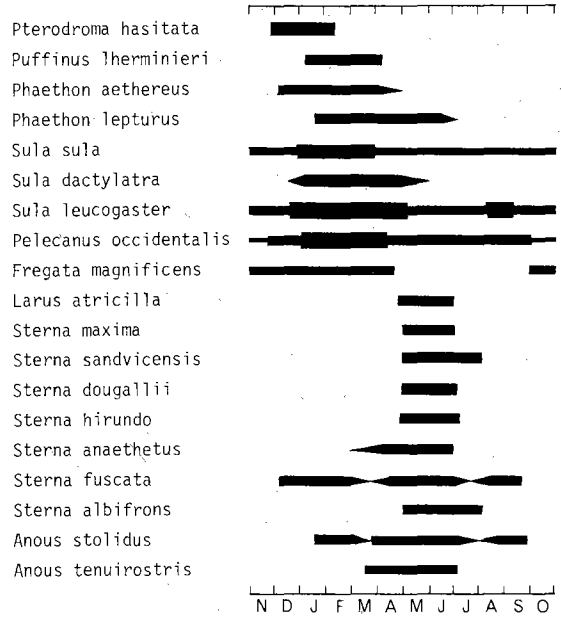 Pterodroma hasitata
Puffinus lherminieri
Phaethon aethereus
Phaethon lepturus
Sula sula
Sula dactylatra
Sula leucogaster
Pelecanus occidentalis
Fregata magnificens
Larus atricilla
Sterna maxima
Sterna sandvicensis
Sterna dougallii
Sterna hirundo
Sterna anaethetus
Sterna fuscata
Sterna albifrons
Anous stolidus
Anous tenuirostris
N D J F M A M J J A S O